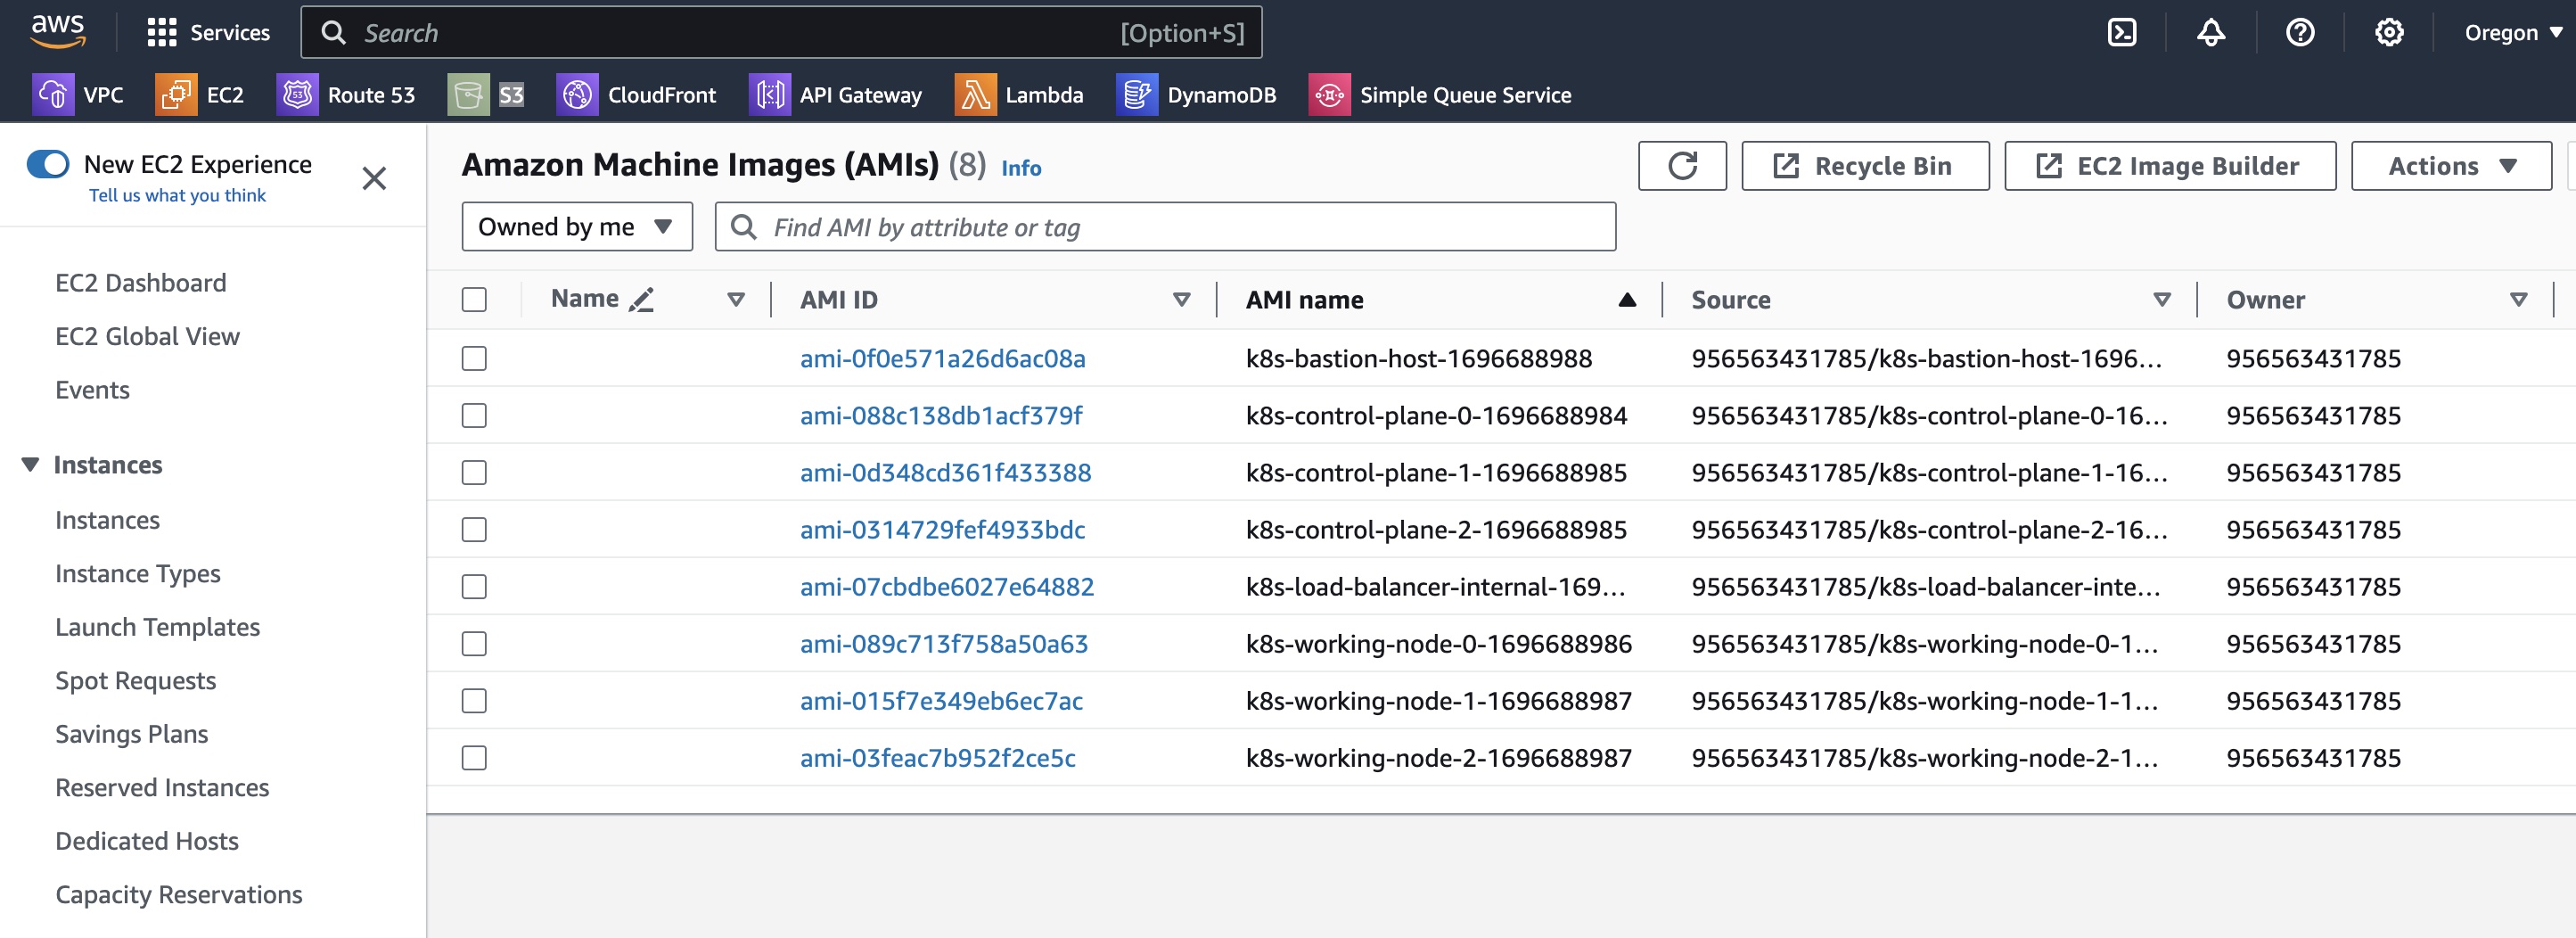 aws Services Search [Option+S] Oregon
VPC EC2 Route 53 S3 CloudFront API Gateway Lambda DynamoDB Simple Queue Service
New EC2 Experience
Tell us what you think
EC2 Dashboard
EC2 Global View
Events
Instances
Instances
Instance Types
Launch Templates
Spot Requests
Savings Plans
Reserved Instances
Dedicated Hosts
Capacity Reservations
Amazon Machine Images (AMIs) (8) Info Recycle Bin EC2 Image Builder Actions
Owned by me Find AMI by attribute or tag
Name AMI ID AMI name Source Owner
ami-0f0e571a26d6ac08a k8s-bastion-host-1696688988 956563431785/k8s-bastion-host-1696... 956563431785
ami-088c138db1acf379f k8s-control-plane-0-1696688984 956563431785/k8s-control-plane-0-16... 956563431785
ami-0d348cd361f433388 k8s-control-plane-1-1696688985 956563431785/k8s-control-plane-1-16... 956563431785
ami-0314729fef4933bdc k8s-control-plane-2-1696688985 956563431785/k8s-control-plane-2-16... 956563431785
ami-07cbdbe6027e64882 k8s-load-balancer-internal-169... 956563431785/k8s-load-balancer-inte... 956563431785
ami-089c713f758a50a63 k8s-working-node-0-1696688986 956563431785/k8s-working-node-0-1... 956563431785
ami-015f7e349eb6ec7ac k8s-working-node-1-1696688987 956563431785/k8s-working-node-1-1... 956563431785
ami-03feac7b952f2ce5c k8s-working-node-2-1696688987 956563431785/k8s-working-node-2-1... 956563431785